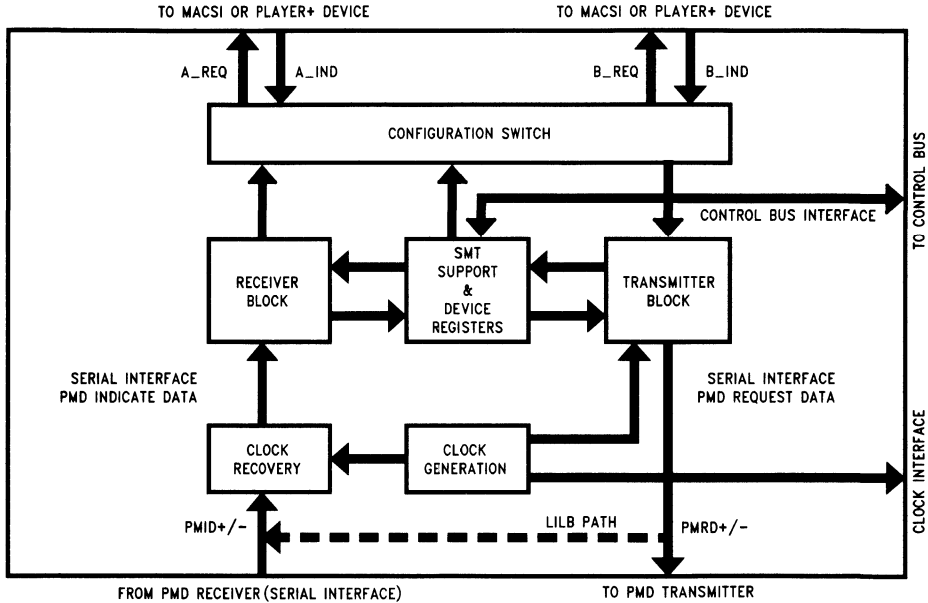 TO MACSI OR PLAYER+ DEVICE
TO MACSI OR PLAYER+ DEVICE
A_REQ
A_IND
B_REQ
B_IND
CONFIGURATION SWITCH
TO CONTROL BUS
CONTROL BUS INTERFACE
RECEIVER
BLOCK
SMT
SUPPORT
&
DEVICE
REGISTERS
TRANSMITTER
BLOCK
SERIAL INTERFACE
PMD INDICATE DATA
SERIAL INTERFACE
PMD REQUEST DATA
CLOCK
RECOVERY
CLOCK
GENERATION
CLOCK INTERFACE
PMID+/-
LILB PATH
PMRD+/-
FROM PMD RECEIVER (SERIAL INTERFACE)
TO PMD TRANSMITTER